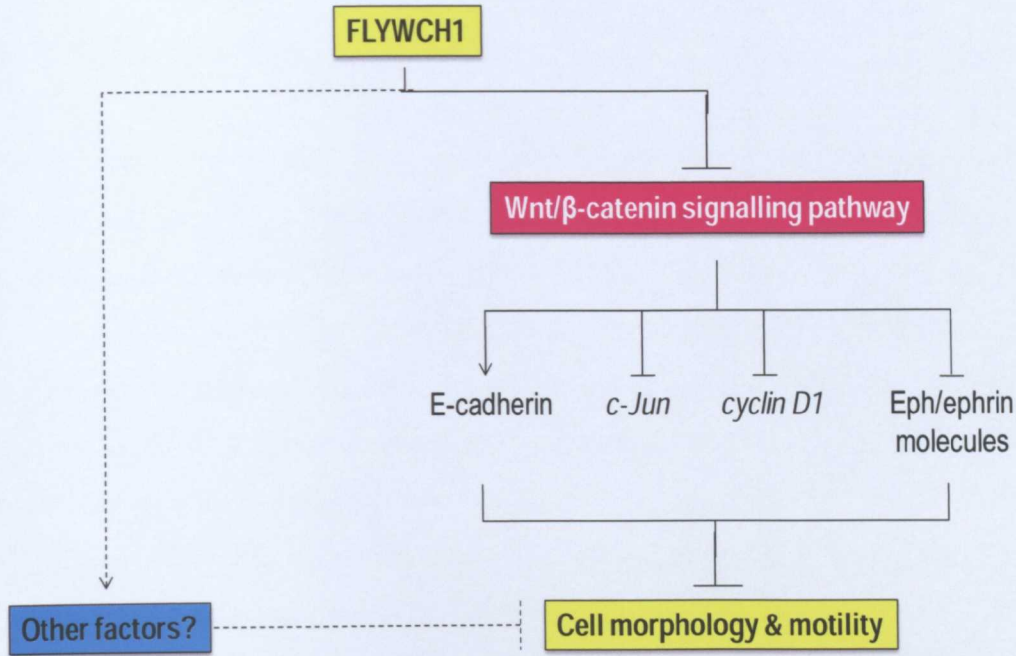 FLYWCH1
Wnt/β-catenin signalling pathway
E-cadherin
c-Jun
cyclin D1
Eph/ephrin
molecules
Other factors?
Cell morphology & motility